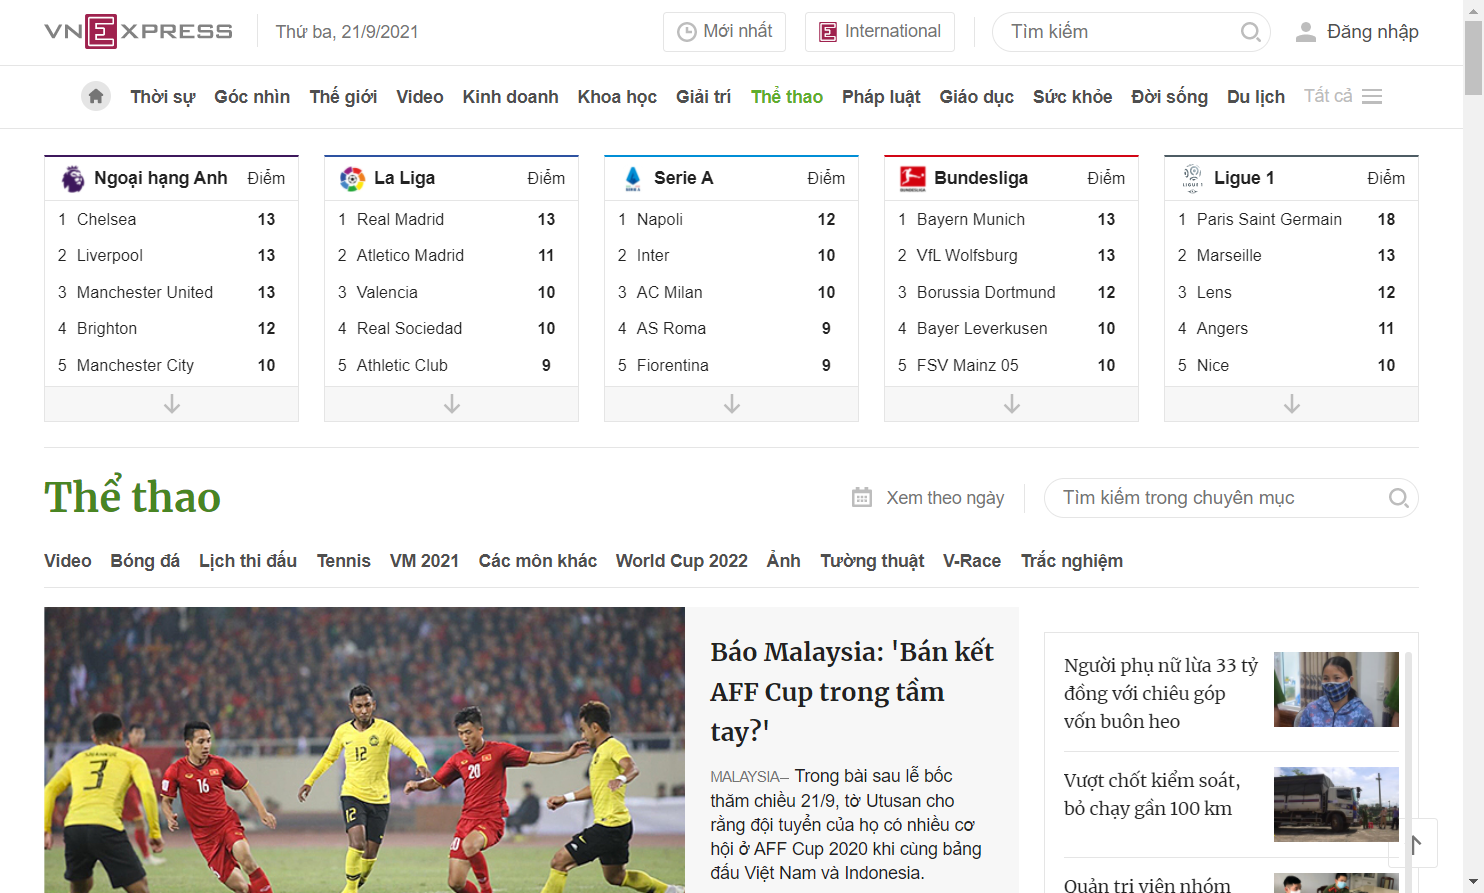 VNEXPRESS
Thứ ba, 21/9/2021
Mới nhất
International
Tìm kiếm
Đăng nhập
Thời sự Góc nhìn Thế giới Video Kinh doanh Khoa học Giải trí Thể thao Pháp luật Giáo dục Sức khỏe Đời sống Du lịch Tất cả
Ngoại hạng Anh Điểm
1 Chelsea 13
2 Liverpool 13
3 Manchester United 13
4 Brighton 12
5 Manchester City 10
La Liga Điểm
1 Real Madrid 13
2 Atletico Madrid 11
3 Valencia 10
4 Real Sociedad 10
5 Athletic Club 9
Serie A Điểm
1 Napoli 12
2 Inter 10
3 AC Milan 10
4 AS Roma 9
5 Fiorentina 9
Bundesliga Điểm
1 Bayern Munich 13
2 VfL Wolfsburg 13
3 Borussia Dortmund 12
4 Bayer Leverkusen 10
5 FSV Mainz 05 10
Ligue 1 Điểm
1 Paris Saint Germain 18
2 Marseille 13
3 Lens 12
4 Angers 11
5 Nice 10
Thể thao
Xem theo ngày
Tìm kiếm trong chuyên mục
Video Bóng đá Lịch thi đấu Tennis VM 2021 Các môn khác World Cup 2022 Ảnh Tường thuật V-Race Trắc nghiệm
3
16
12
12
20
20
Báo Malaysia: 'Bán kết
AFF Cup trong tầm
tay?'
MALAYSIA– Trong bài sau lễ bốc
thăm chiều 21/9, tờ Utusan cho
rằng đội tuyển của họ có nhiều cơ
hội ở AFF Cup 2020 khi cùng bảng
đấu Việt Nam và Indonesia.
Người phụ nữ lừa 33 tỷ
đồng với chiêu góp
vốn buôn heo
Vượt chốt kiểm soát,
bỏ chạy gần 100 km
Quản trị viên nhóm